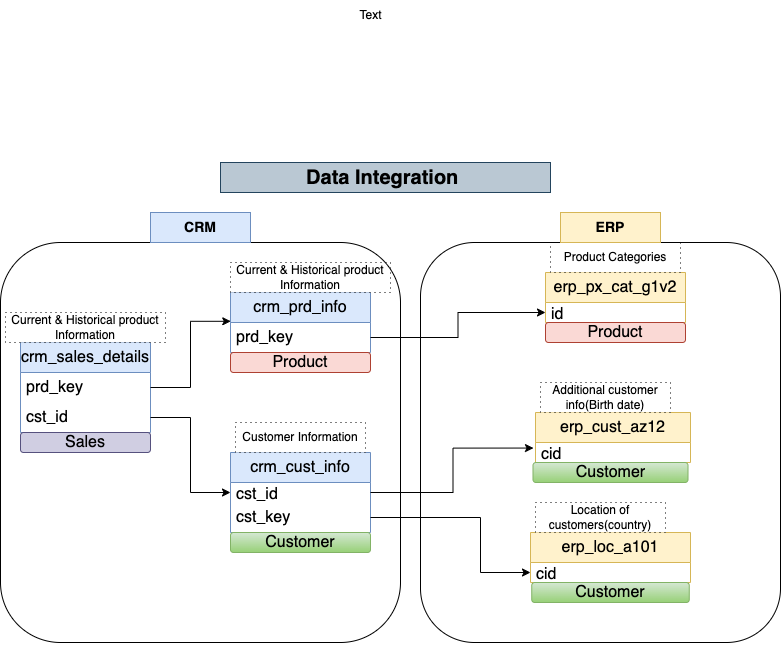 Text
Data Integration
CRM
ERP
Current & Historical product
Information
crm_prd_info
prd_key
Product
Current & Historical product
Information
crm_sales_details
prd_key
cst_id
Sales
Customer Information
crm_cust_info
cst_id
cst_key
Customer
Product Categories
erp_px_cat_g1v2
id
Product
Additional customer
info(Birth date)
erp_cust_az12
cid
Customer
Location of
customers(country)
erp_loc_a101
cid
Customer